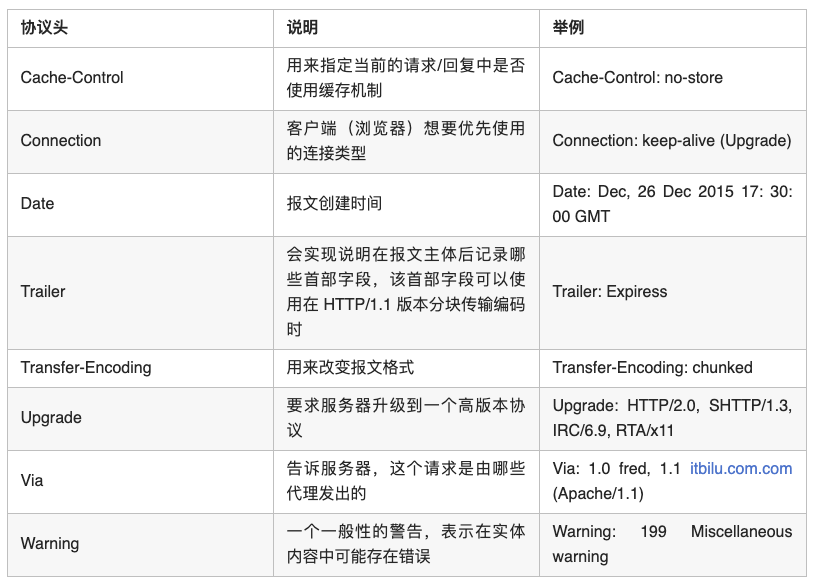 协议头 说明 举例
Cache-Control
用来指定当前的请求/回复中是否
使用缓存机制
Cache-Control: no-store
Connection
客户端（浏览器）想要优先使用
的连接类型
Connection: keep-alive (Upgrade)
Date
报文创建时间
Date: Dec, 26 Dec 2015 17: 30:
00 GMT
Trailer
会实现说明在报文主体后记录哪
些首部字段，该首部字段可以使
用在 HTTP/1.1 版本分块传输编码
时
Trailer: Expiress
Transfer-Encoding
用来改变报文格式
Transfer-Encoding: chunked
Upgrade
要求服务器升级到一个高版本协
议
Upgrade: HTTP/2.0, SHTTP/1.3,
IRC/6.9, RTA/x11
Via
告诉服务器，这个请求是由哪些
代理发出的
Via: 1.0 fred, 1.1 itbilu.com.com
(Apache/1.1)
Warning
一个一般性的警告，表示在实体
内容中可能存在错误
Warning: 199 Miscellaneous
warning